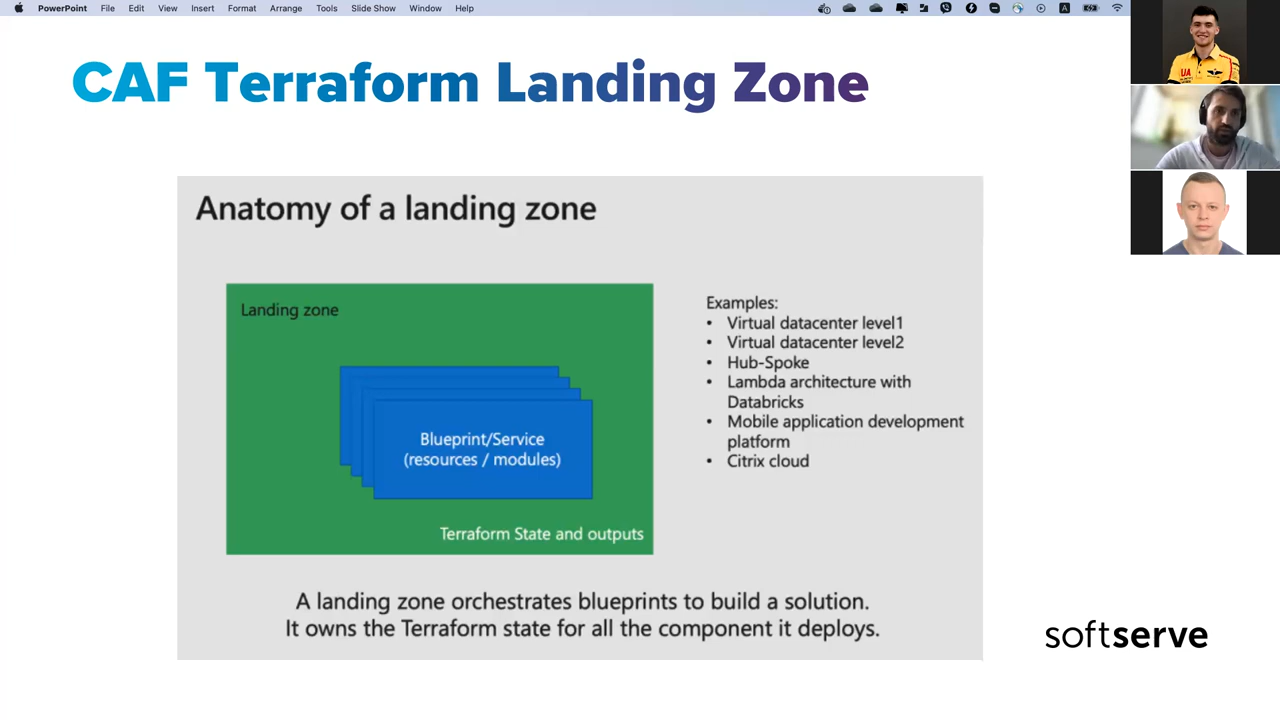 PowerPoint File Edit View Insert Format Arrange Tools Slide Show Window Help
CAF Terraform Landing Zone
Anatomy of a landing zone
Landing zone
Blueprint/Service
(resources / modules)
Terraform State and outputs
Examples:
• Virtual datacenter level1
• Virtual datacenter level2
• Hub-Spoke
• Lambda architecture with
Databricks
• Mobile application development
platform
• Citrix cloud
A landing zone orchestrates blueprints to build a solution.
It owns the Terraform state for all the component it deploys.
softserve
UA